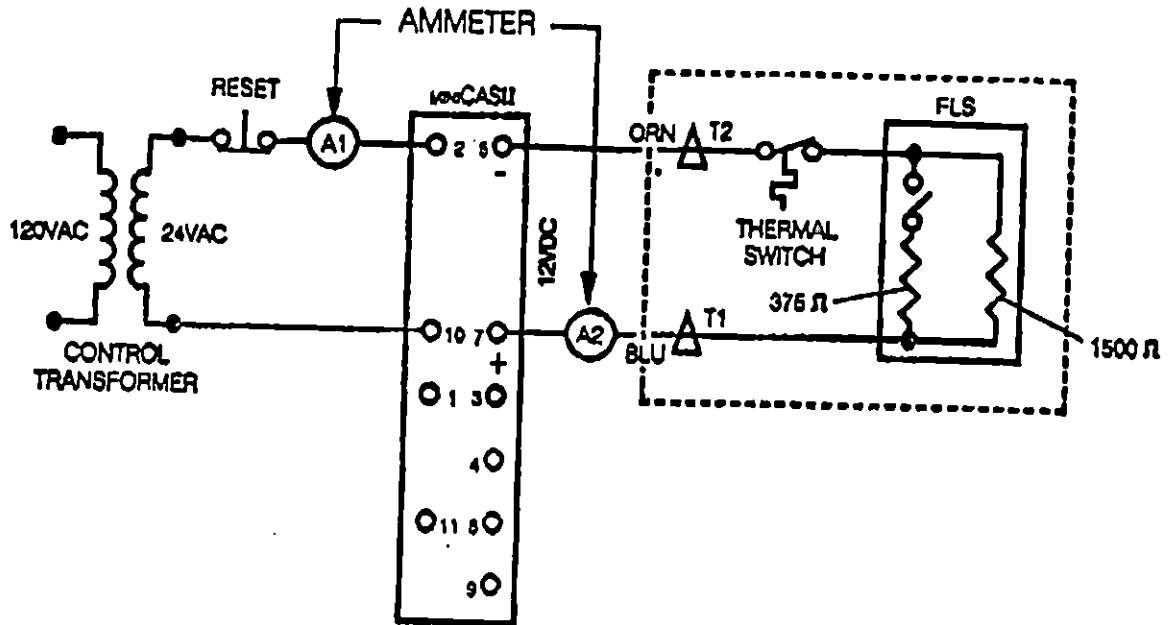 AMMETER
RESET
CASII
FLS
A1
2 5
-
ORN
T2
120VAC
24VAC
12VDC
THERMAL
SWITCH
375 Ω
1500 Ω
10 7
+
A2
BLU
T1
CONTROL
TRANSFORMER
1 3
4
11 8
9